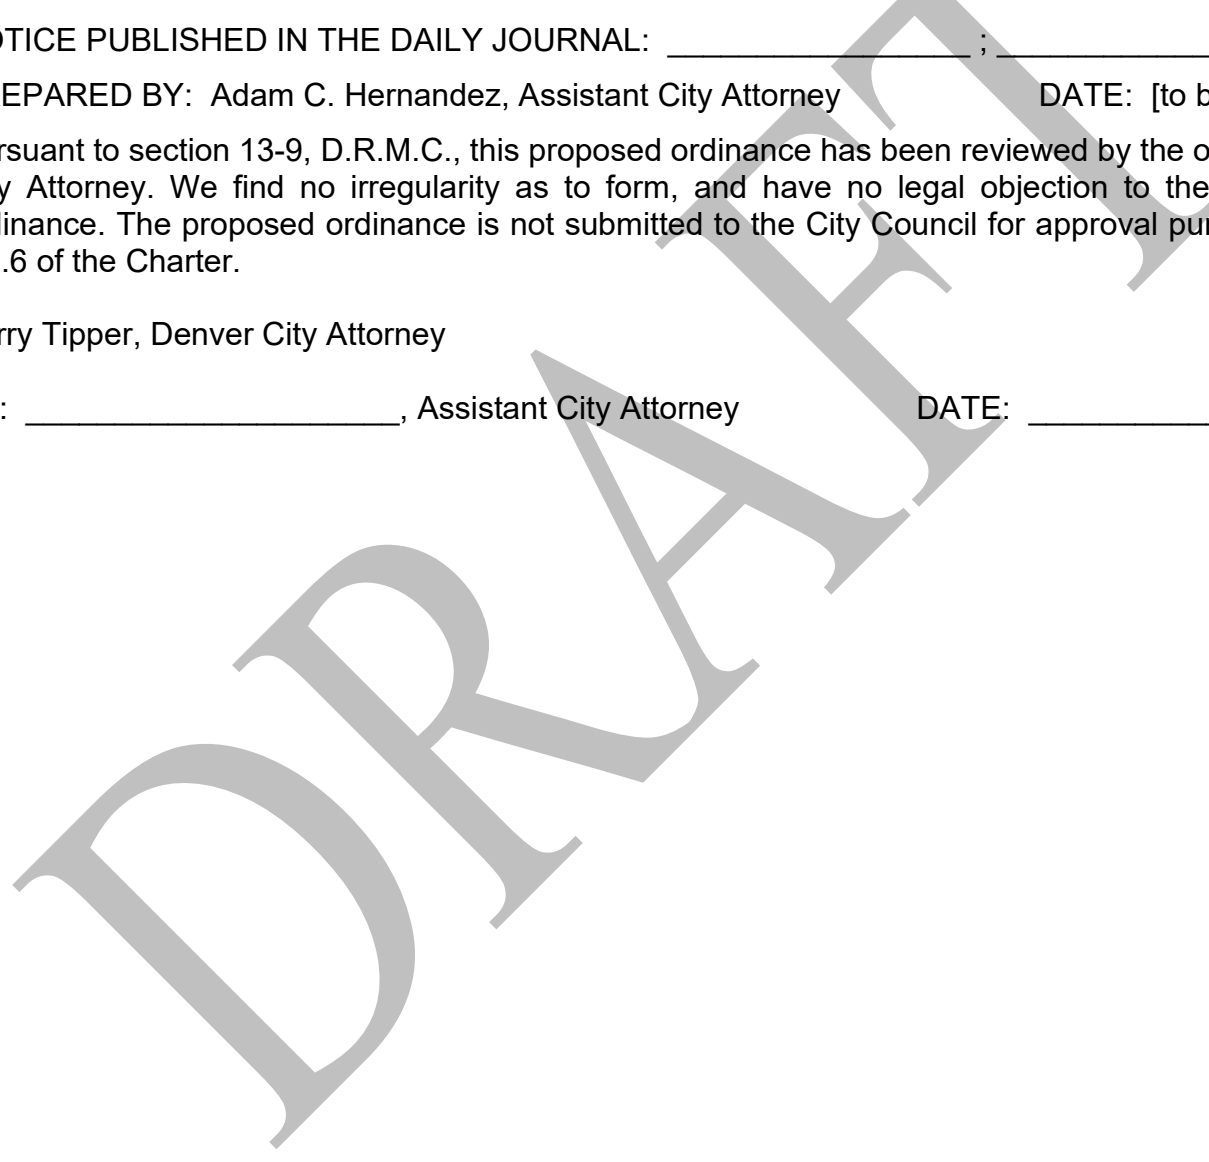 OTICE PUBLISHED IN THE DAILY JOURNAL: _________________ ; ____________
EPARED BY: Adam C. Hernandez, Assistant City Attorney DATE: [to b
rsuant to section 13-9, D.R.M.C., this proposed ordinance has been reviewed by the o
y Attorney. We find no irregularity as to form, and have no legal objection to the
dinance. The proposed ordinance is not submitted to the City Council for approval pur
.6 of the Charter.
rry Tipper, Denver City Attorney
: _____________________, Assistant City Attorney DATE: __________
DRAFT